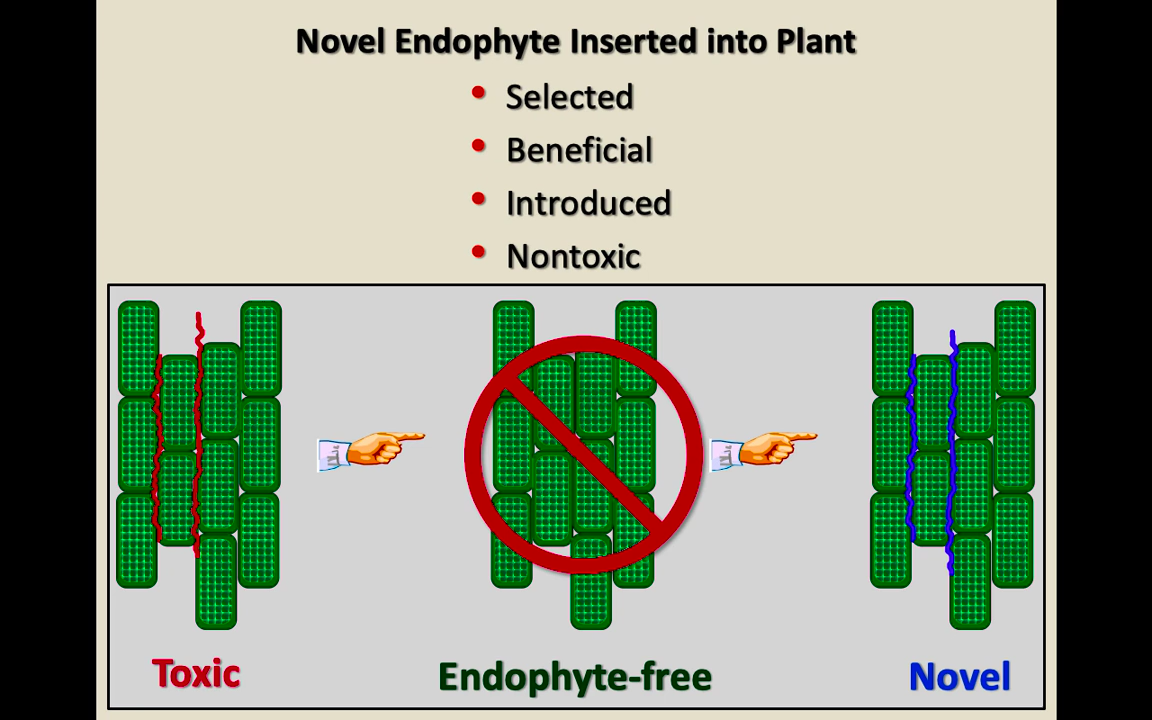 Novel Endophyte Inserted into Plant
• Selected
• Beneficial
• Introduced
• Nontoxic
Toxic
Endophyte-free
Novel